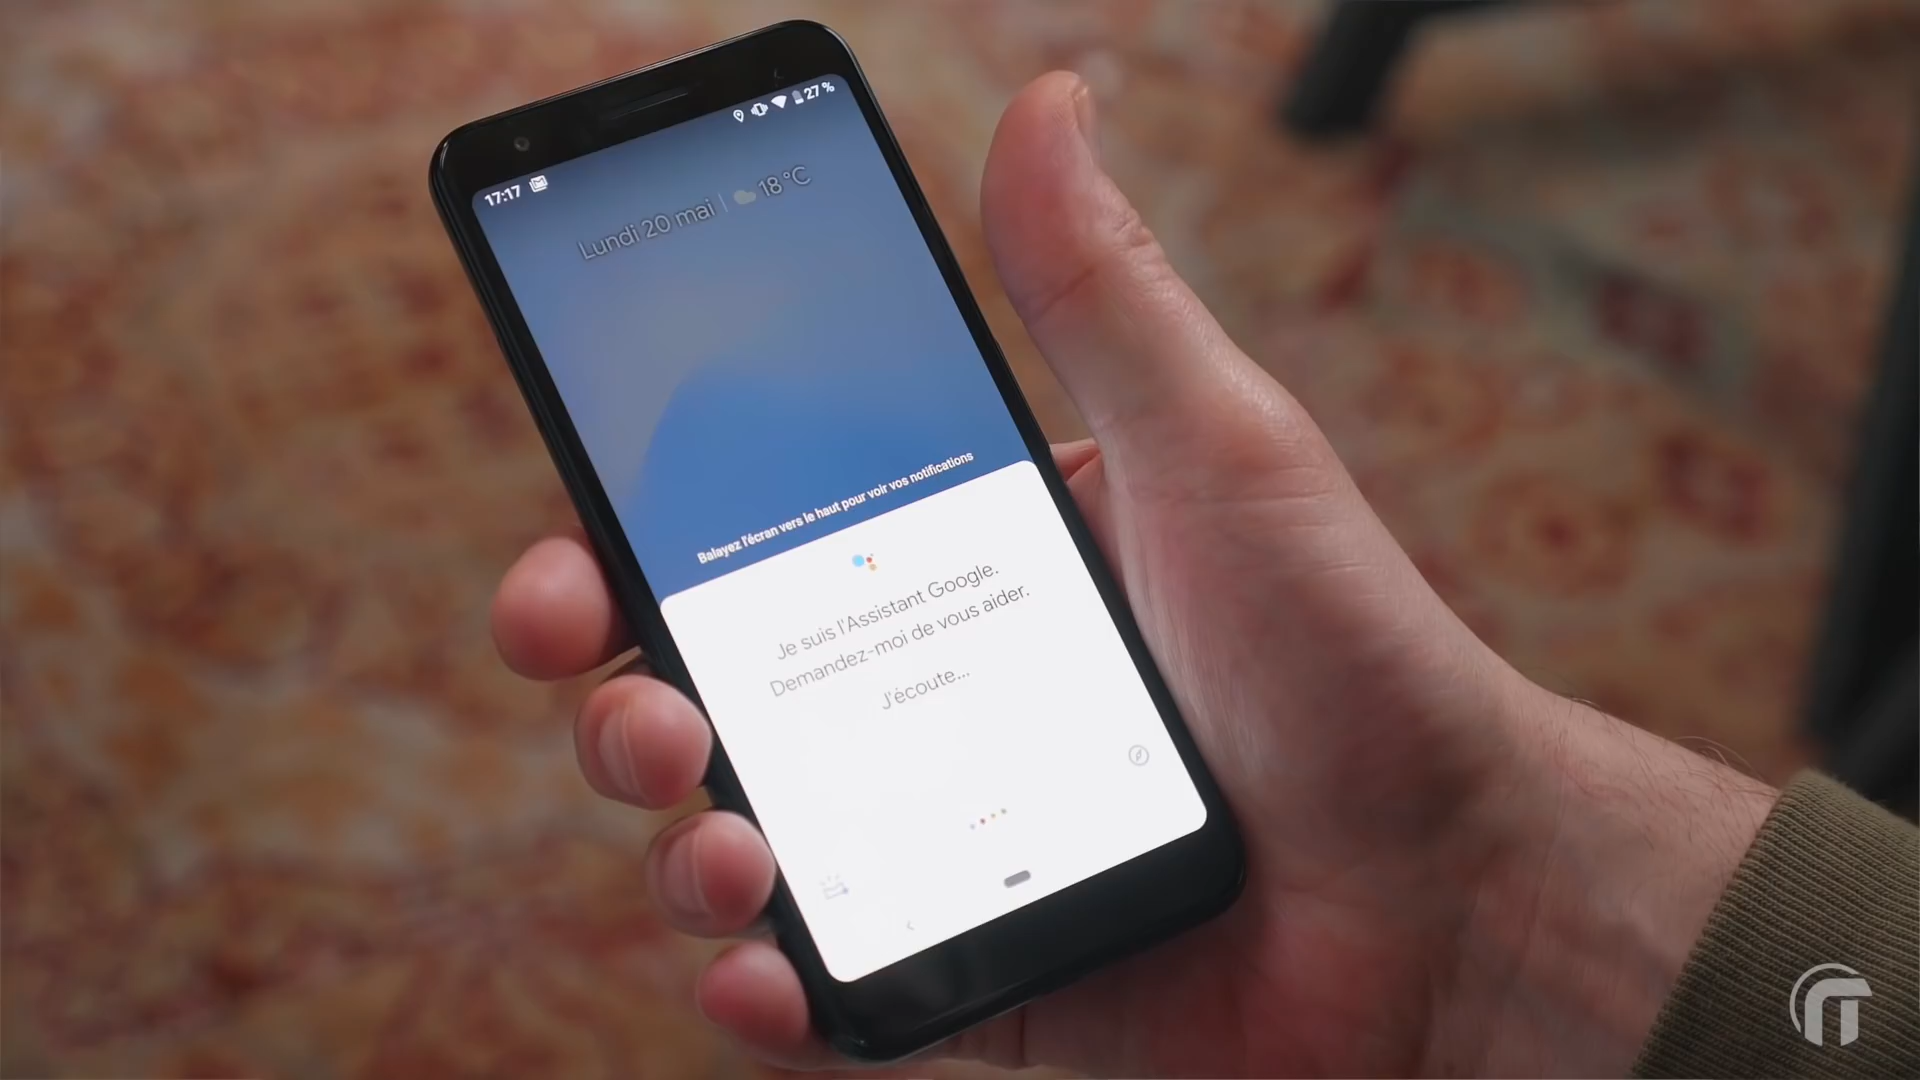 17:17 27 %
Lundi 20 mai | 18 °C
Balayez l'écran vers le haut pour voir vos notifications
Je suis l'Assistant Google.
Demandez-moi de vous aider.
J'écoute...